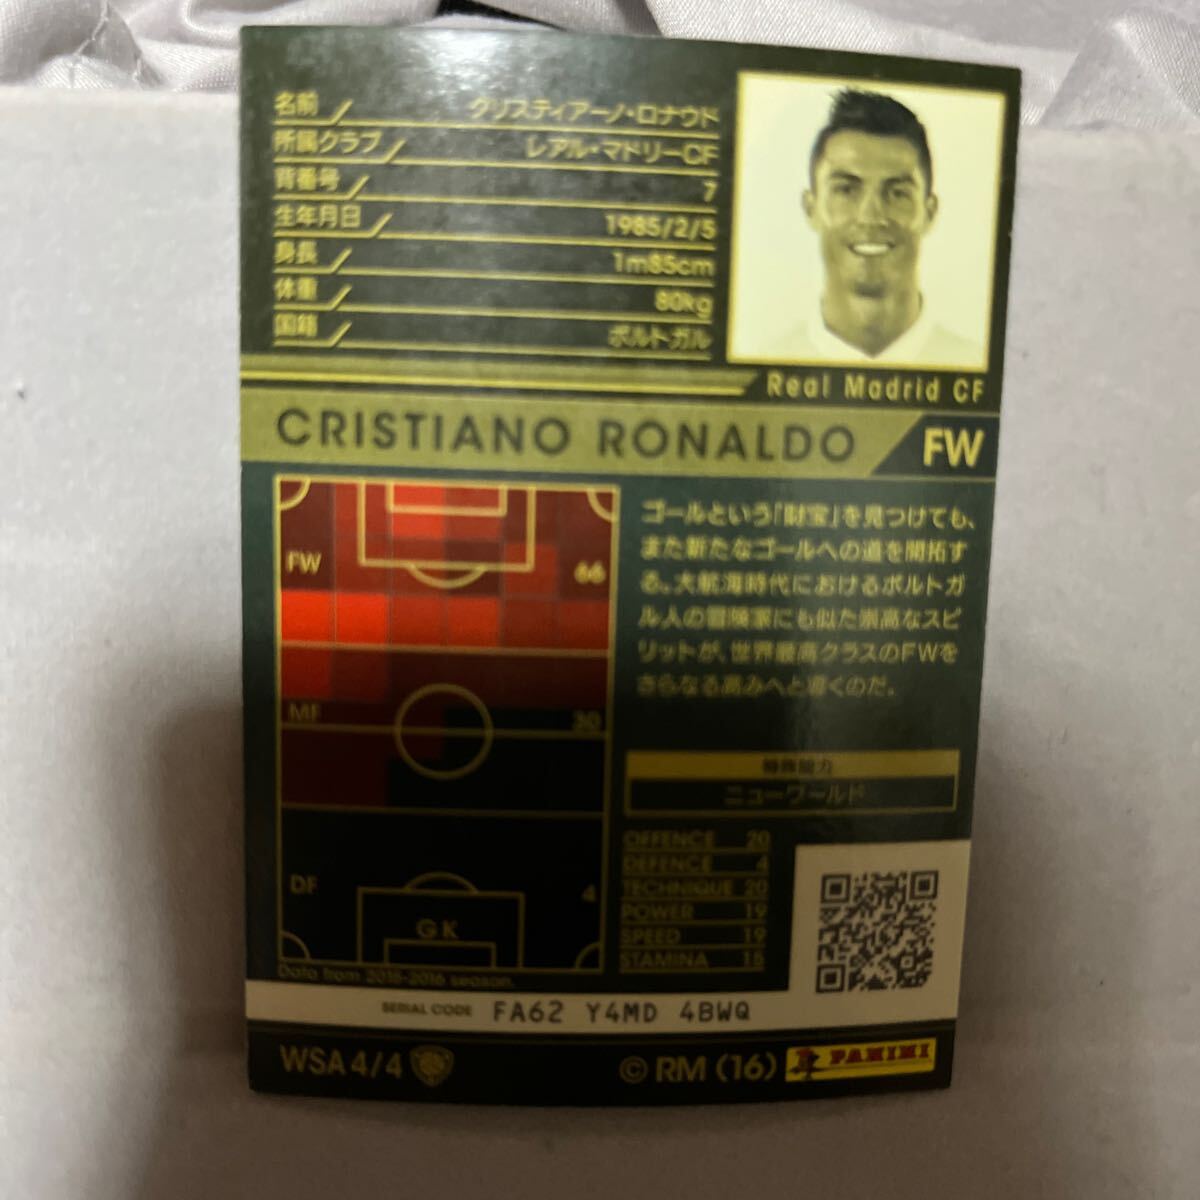 名前 クリスティアーノ・ロナウド
所属クラブ レアル・マドリーCF
背番号 7
生年月日 1985/2/5
身長 1m85cm
体重 80kg
国籍 ポルトガル
Real Madrid CF
CRISTIANO RONALDO FW
FW 66
MF 30
DF 4
GK
Data from 2015-2016 season.
ゴールという「財宝」を見つけても、
また新たなゴールへの道を開拓す
る。大航海時代におけるポルトガ
ル人の冒険家にも似た崇高なスピ
リットが、世界最高クラスのFWを
さらなる高みへと導くのだ。
特殊能力
ニューワールド
OFFENCE 20
DEFENCE 4
TECHNIQUE 20
POWER 19
SPEED 19
STAMINA 15
SERIAL CODE FA62 Y4MD 4BWQ
WSA4/4
© RM (16) PANINI